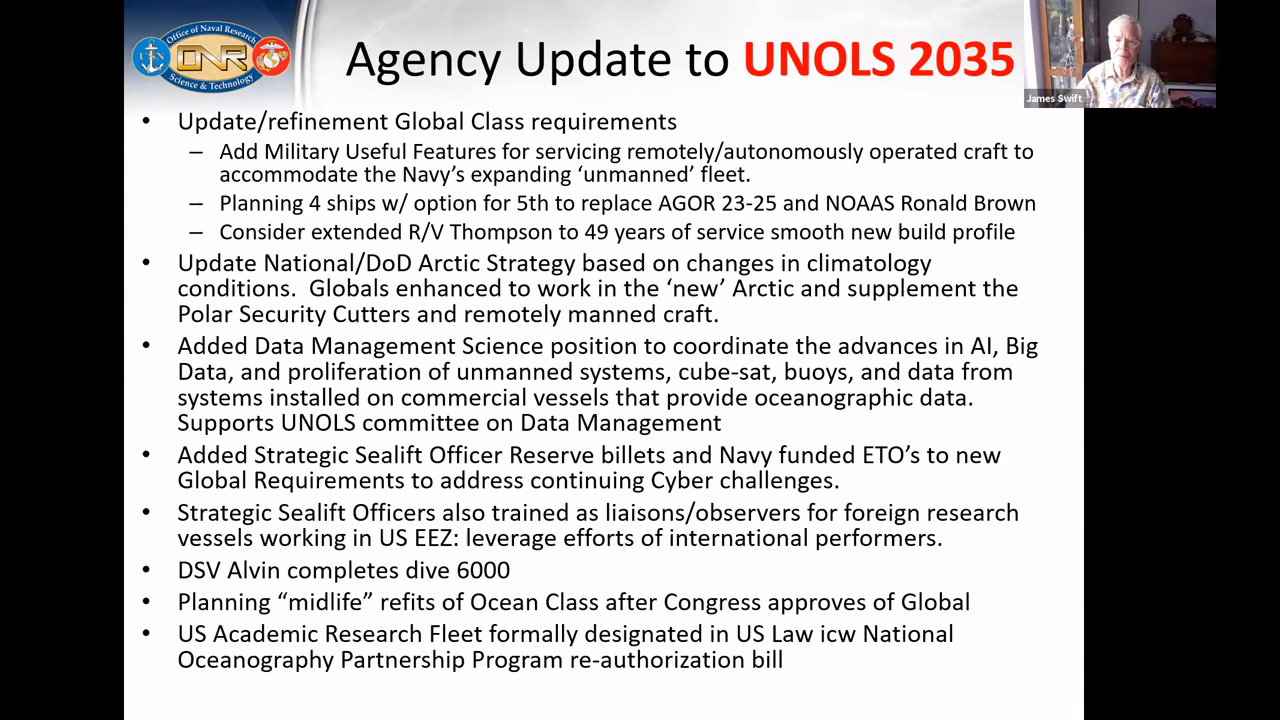 Office of Naval Research
ONR
Science & Technology
Agency Update to UNOLS 2035
James Swift
• Update/refinement Global Class requirements
– Add Military Useful Features for servicing remotely/autonomously operated craft to
accommodate the Navy’s expanding ‘unmanned’ fleet.
– Planning 4 ships w/ option for 5th to replace AGOR 23-25 and NOAAS Ronald Brown
– Consider extended R/V Thompson to 49 years of service smooth new build profile
• Update National/DoD Arctic Strategy based on changes in climatology
conditions.  Globals enhanced to work in the ‘new’ Arctic and supplement the
Polar Security Cutters and remotely manned craft.
• Added Data Management Science position to coordinate the advances in AI, Big
Data, and proliferation of unmanned systems, cube-sat, buoys, and data from
systems installed on commercial vessels that provide oceanographic data.
Supports UNOLS committee on Data Management
• Added Strategic Sealift Officer Reserve billets and Navy funded ETO’s to new
Global Requirements to address continuing Cyber challenges.
• Strategic Sealift Officers also trained as liaisons/observers for foreign research
vessels working in US EEZ: leverage efforts of international performers.
• DSV Alvin completes dive 6000
• Planning “midlife” refits of Ocean Class after Congress approves of Global
• US Academic Research Fleet formally designated in US Law icw National
Oceanography Partnership Program re-authorization bill